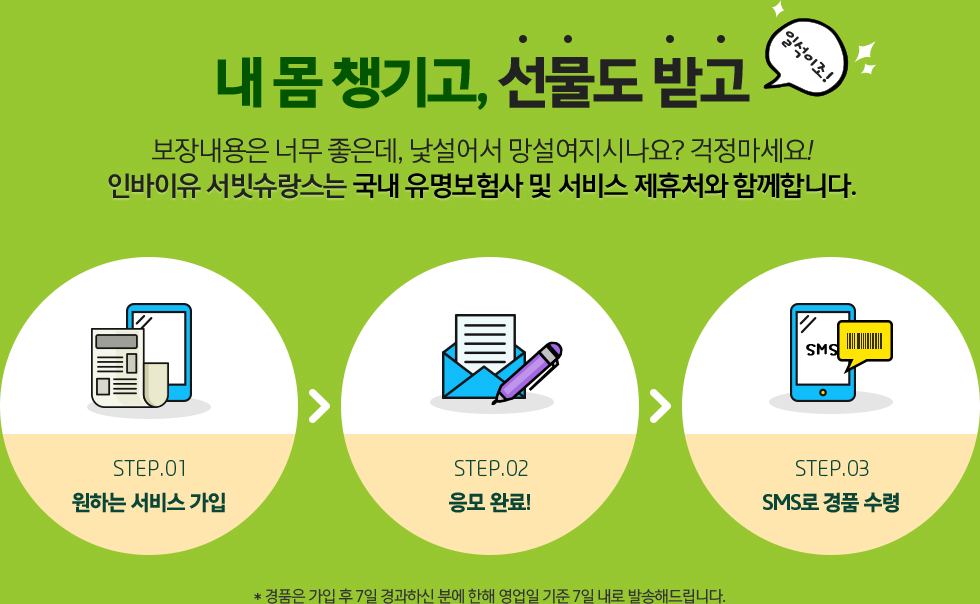 내 몸 챙기고, 선물도 받고
일석이조!
보장내용은 너무 좋은데, 낯설어서 망설여지시나요? 걱정마세요!
인바이유 서빗슈랑스는 국내 유명보험사 및 서비스 제휴처와 함께합니다.
SMS
STEP.01
원하는 서비스 가입
STEP.02
응모 완료!
STEP.03
SMS로 경품 수령
* 경품은 가입 후 7일 경과하신 분에 한해 영업일 기준 7일 내로 발송해드립니다.